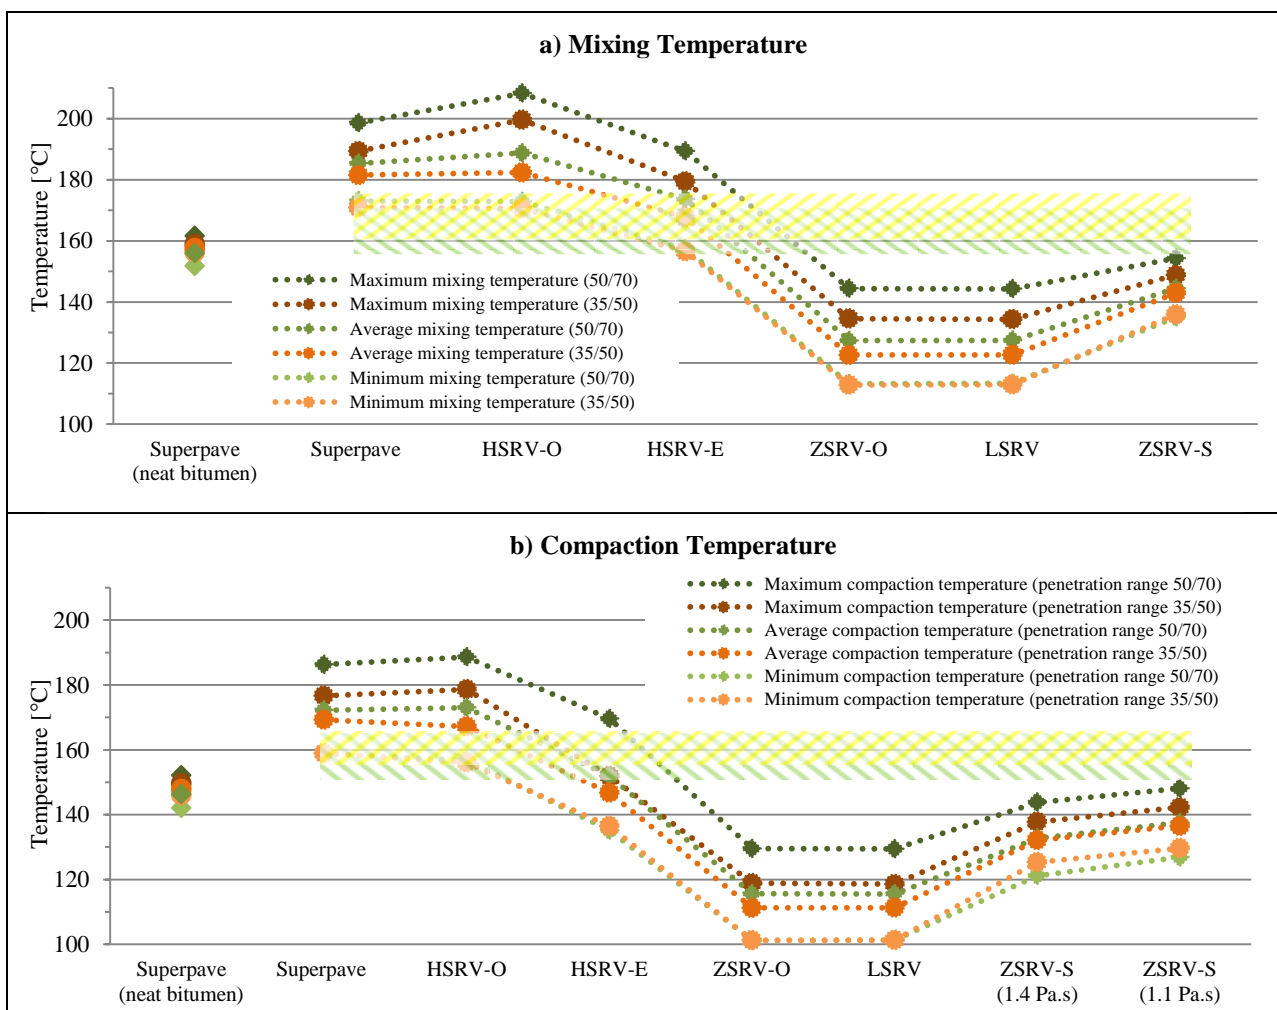 a) Mixing Temperature
Temperature [°C]
200
180
160
140
120
100
Maximum mixing temperature (50/70)
Maximum mixing temperature (35/50)
Average mixing temperature (50/70)
Average mixing temperature (35/50)
Minimum mixing temperature (50/70)
Minimum mixing temperature (35/50)
Superpave
(neat bitumen)
Superpave
HSRV-O
HSRV-E
ZSRV-O
LSRV
ZSRV-S
b) Compaction Temperature
Temperature [°C]
200
180
160
140
120
100
Maximum compaction temperature (penetration range 50/70)
Maximum compaction temperature (penetration range 35/50)
Average compaction temperature (penetration range 50/70)
Average compaction temperature (penetration range 35/50)
Minimum compaction temperature (penetration range 50/70)
Minimum compaction temperature (penetration range 35/50)
Superpave
(neat bitumen)
Superpave
HSRV-O
HSRV-E
ZSRV-O
LSRV
ZSRV-S
(1.4 Pa.s)
ZSRV-S
(1.1 Pa.s)